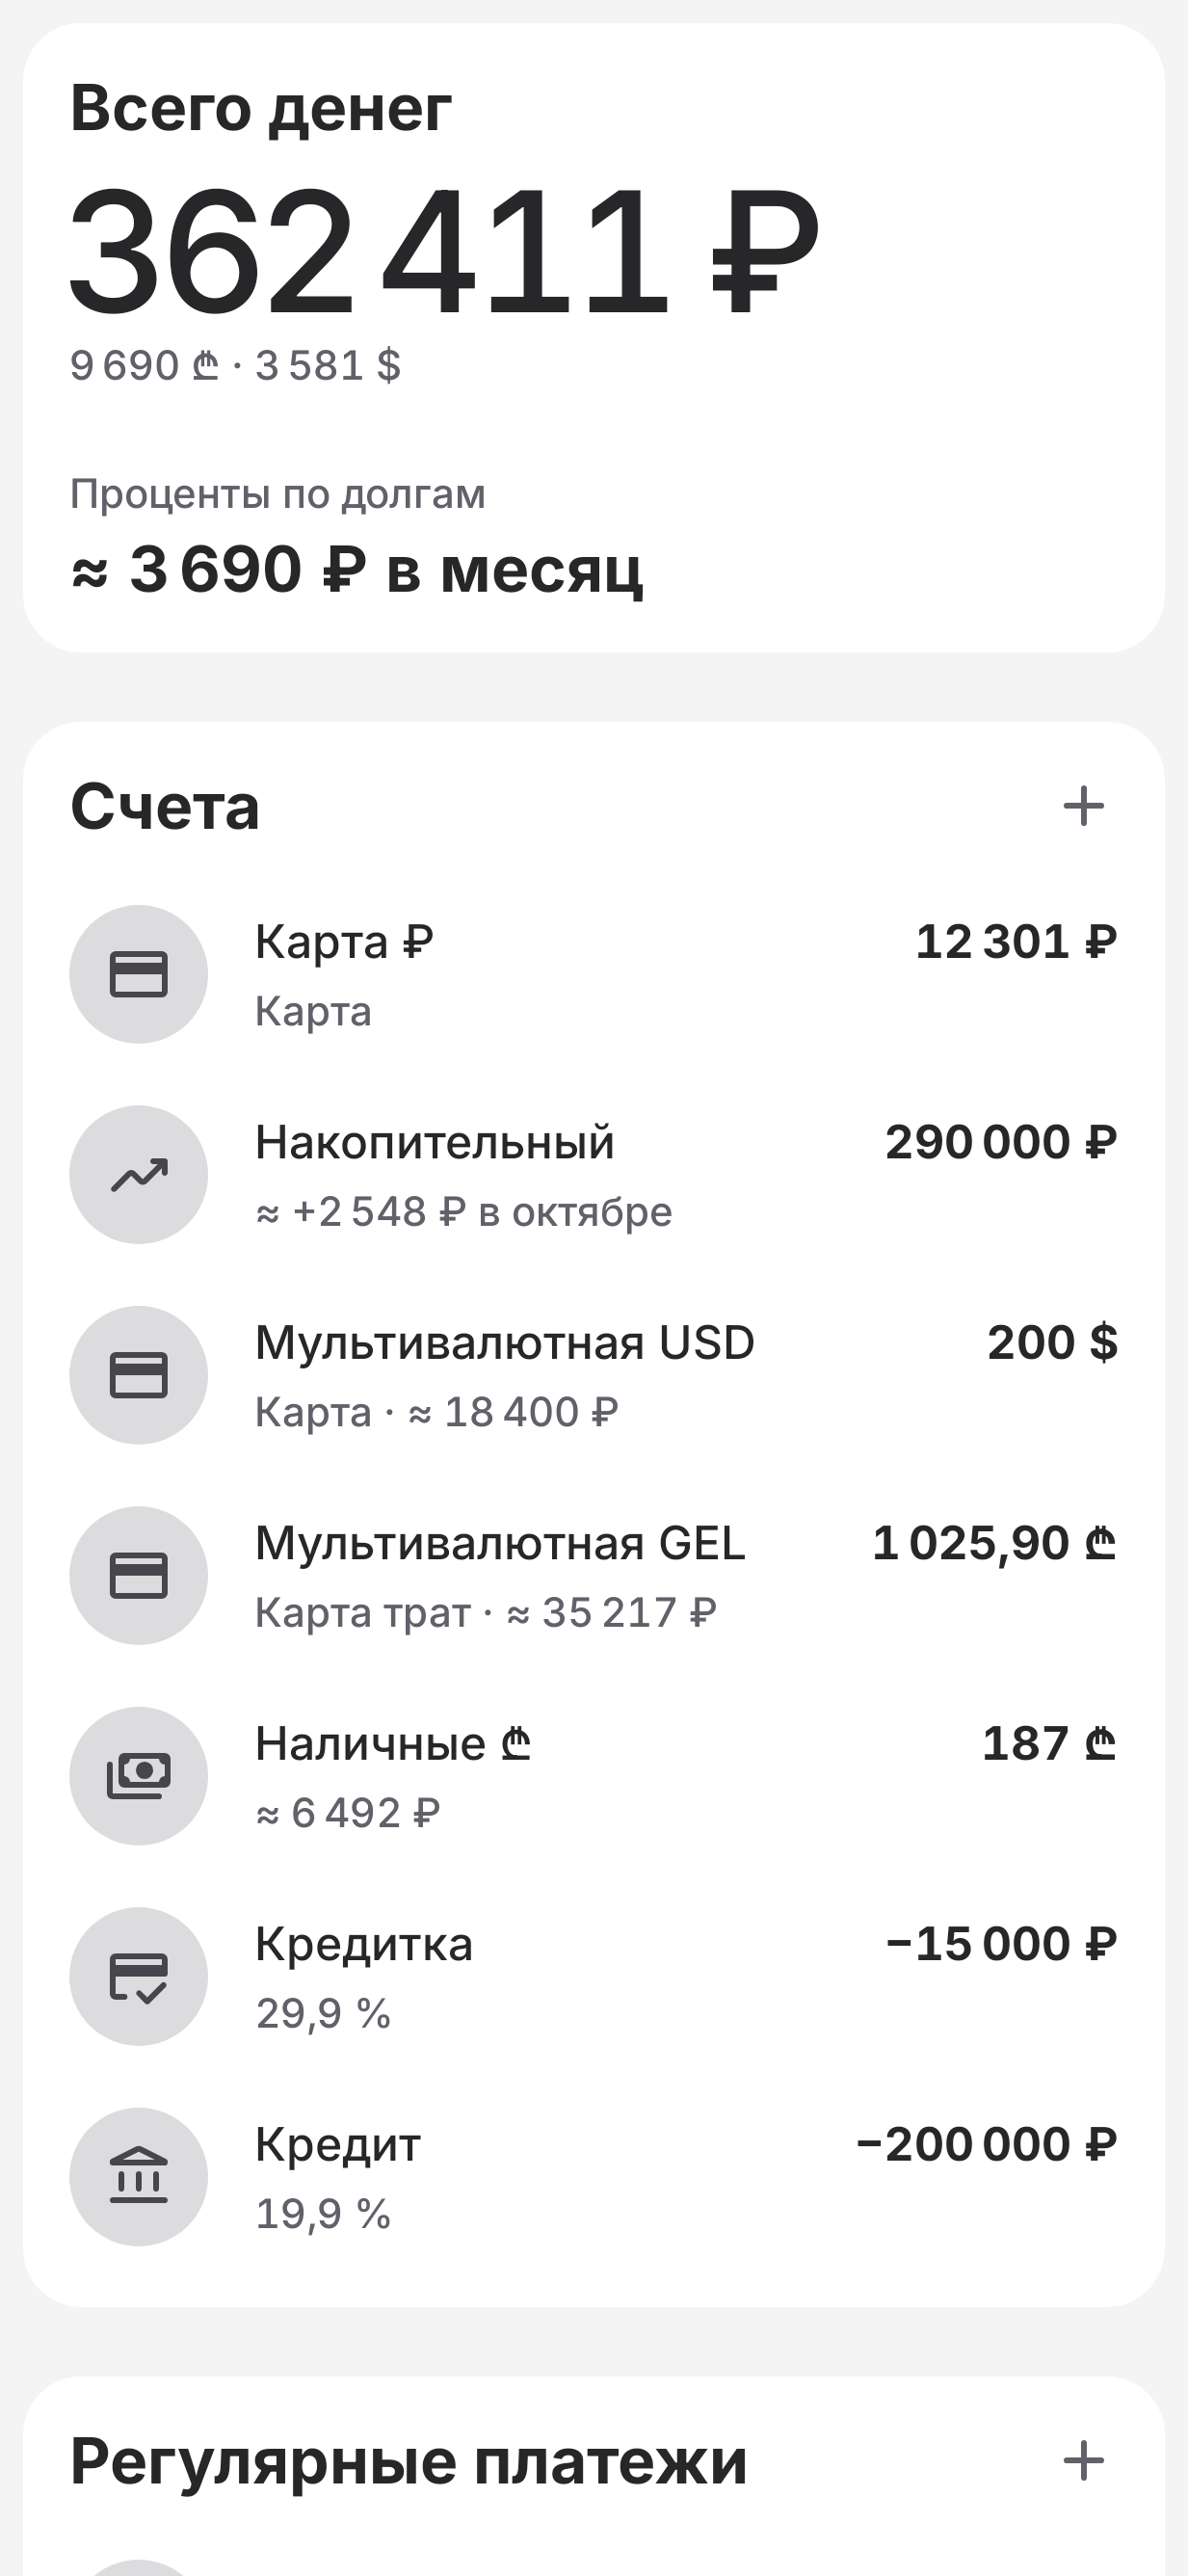 Всего денег
362 411 ₽
9 690 ₾ · 3 581 $
Проценты по долгам
≈ 3 690 ₽ в месяц
Счета
Карта ₽
12 301 ₽
Карта
Накопительный
290 000 ₽
≈ +2 548 ₽ в октябре
Мультивалютная USD
200 $
Карта · ≈ 18 400 ₽
Мультивалютная GEL
1 025,90 ₾
Карта трат · ≈ 35 217 ₽
Наличные ₾
187 ₾
≈ 6 492 ₽
Кредитка
−15 000 ₽
29,9 %
Кредит
−200 000 ₽
19,9 %
Регулярные платежи